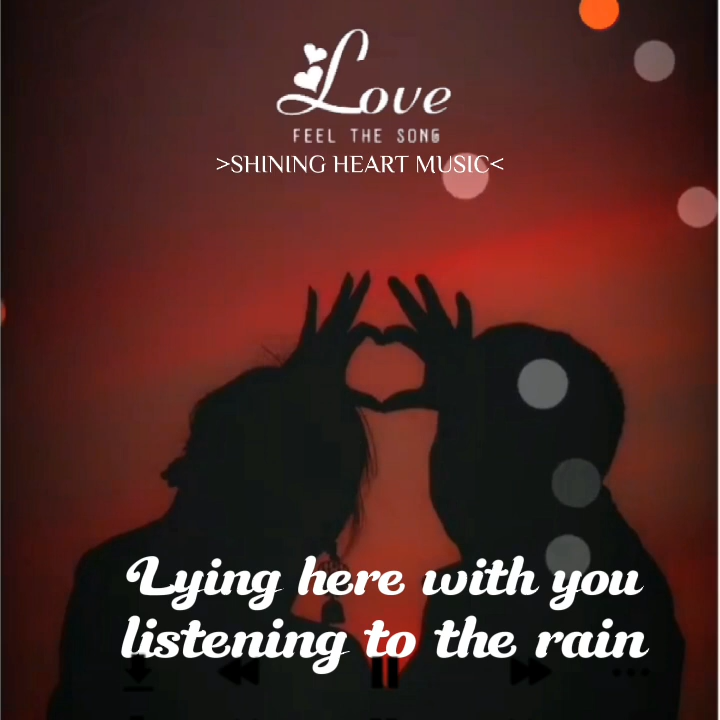 Love
FEEL THE SONG
>SHINING HEART MUSIC<
Lying here with you
listening to the rain